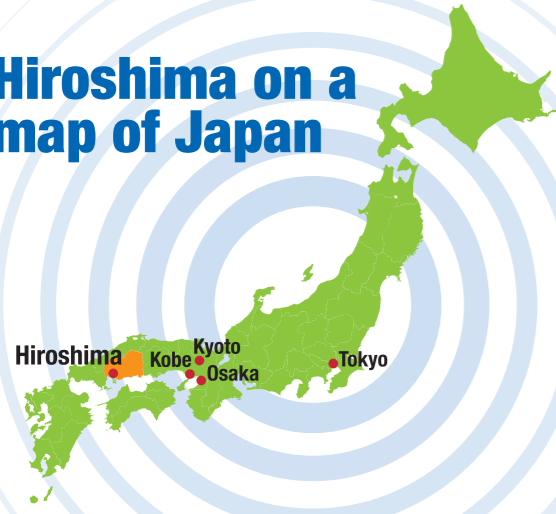 Hiroshima on a
map of Japan
Hiroshima
Kobe
Kyoto
Osaka
Tokyo